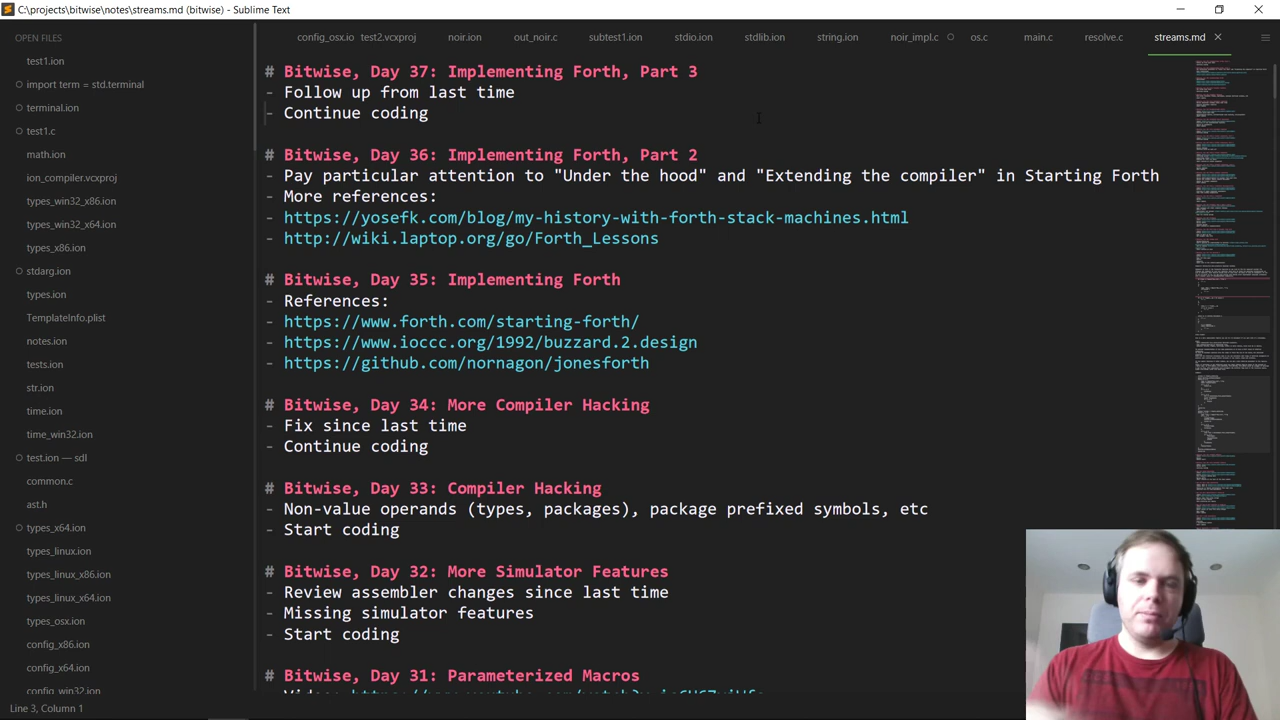 C:\projects\bitwise\notes\streams.md (bitwise) - Sublime Text
OPEN FILES
config_osx.io
test2.vcxproj
noir.ion
out_noir.c
subtest1.ion
stdio.ion
stdlib.ion
string.ion
noir_impl.c
os.c
main.c
resolve.c
streams.md
test1.ion
import term = std.terminal
terminal.ion
test1.c
math.ion
ion_compiler.vcxproj
types_win32_x86.ion
types_win32_x64.ion
types_x86.ion
stdarg.ion
types.ion
TemplateInfo.plist
notes.ion
tests.ion
str.ion
time.ion
time_win32.ion
test.ion — sdl
common.c
ast.h
types_x64.ion
types_linux.ion
types_linux_x86.ion
types_linux_x64.ion
types_osx.ion
config_x86.ion
config_x64.ion
config_win32.ion
# Bitwise, Day 37: Implementing Forth, Part 3
- Follow up from last time
- Continue coding
# Bitwise, Day 36: Implementing Forth, Part 2
- Pay particular attention to "Under the hood" and "Extending the compiler" in Starting Forth
- More references:
- https://yosefk.com/blog/my-history-with-forth-stack-machines.html
- http://wiki.laptop.org/go/Forth_Lessons
# Bitwise, Day 35: Implementing Forth
- References:
- https://www.forth.com/starting-forth/
- https://www.ioccc.org/1992/buzzard.2.design
- https://github.com/nornagon/jonesforth
# Bitwise, Day 34: More Compiler Hacking
- Fix since last time
- Continue coding
# Bitwise, Day 33: Compiler Hacking
- Non-value operands (types, packages), package prefixed symbols, etc
- Start coding
# Bitwise, Day 32: More Simulator Features
- Review assembler changes since last time
- Missing simulator features
- Start coding
# Bitwise, Day 31: Parameterized Macros
Line 3, Column 1